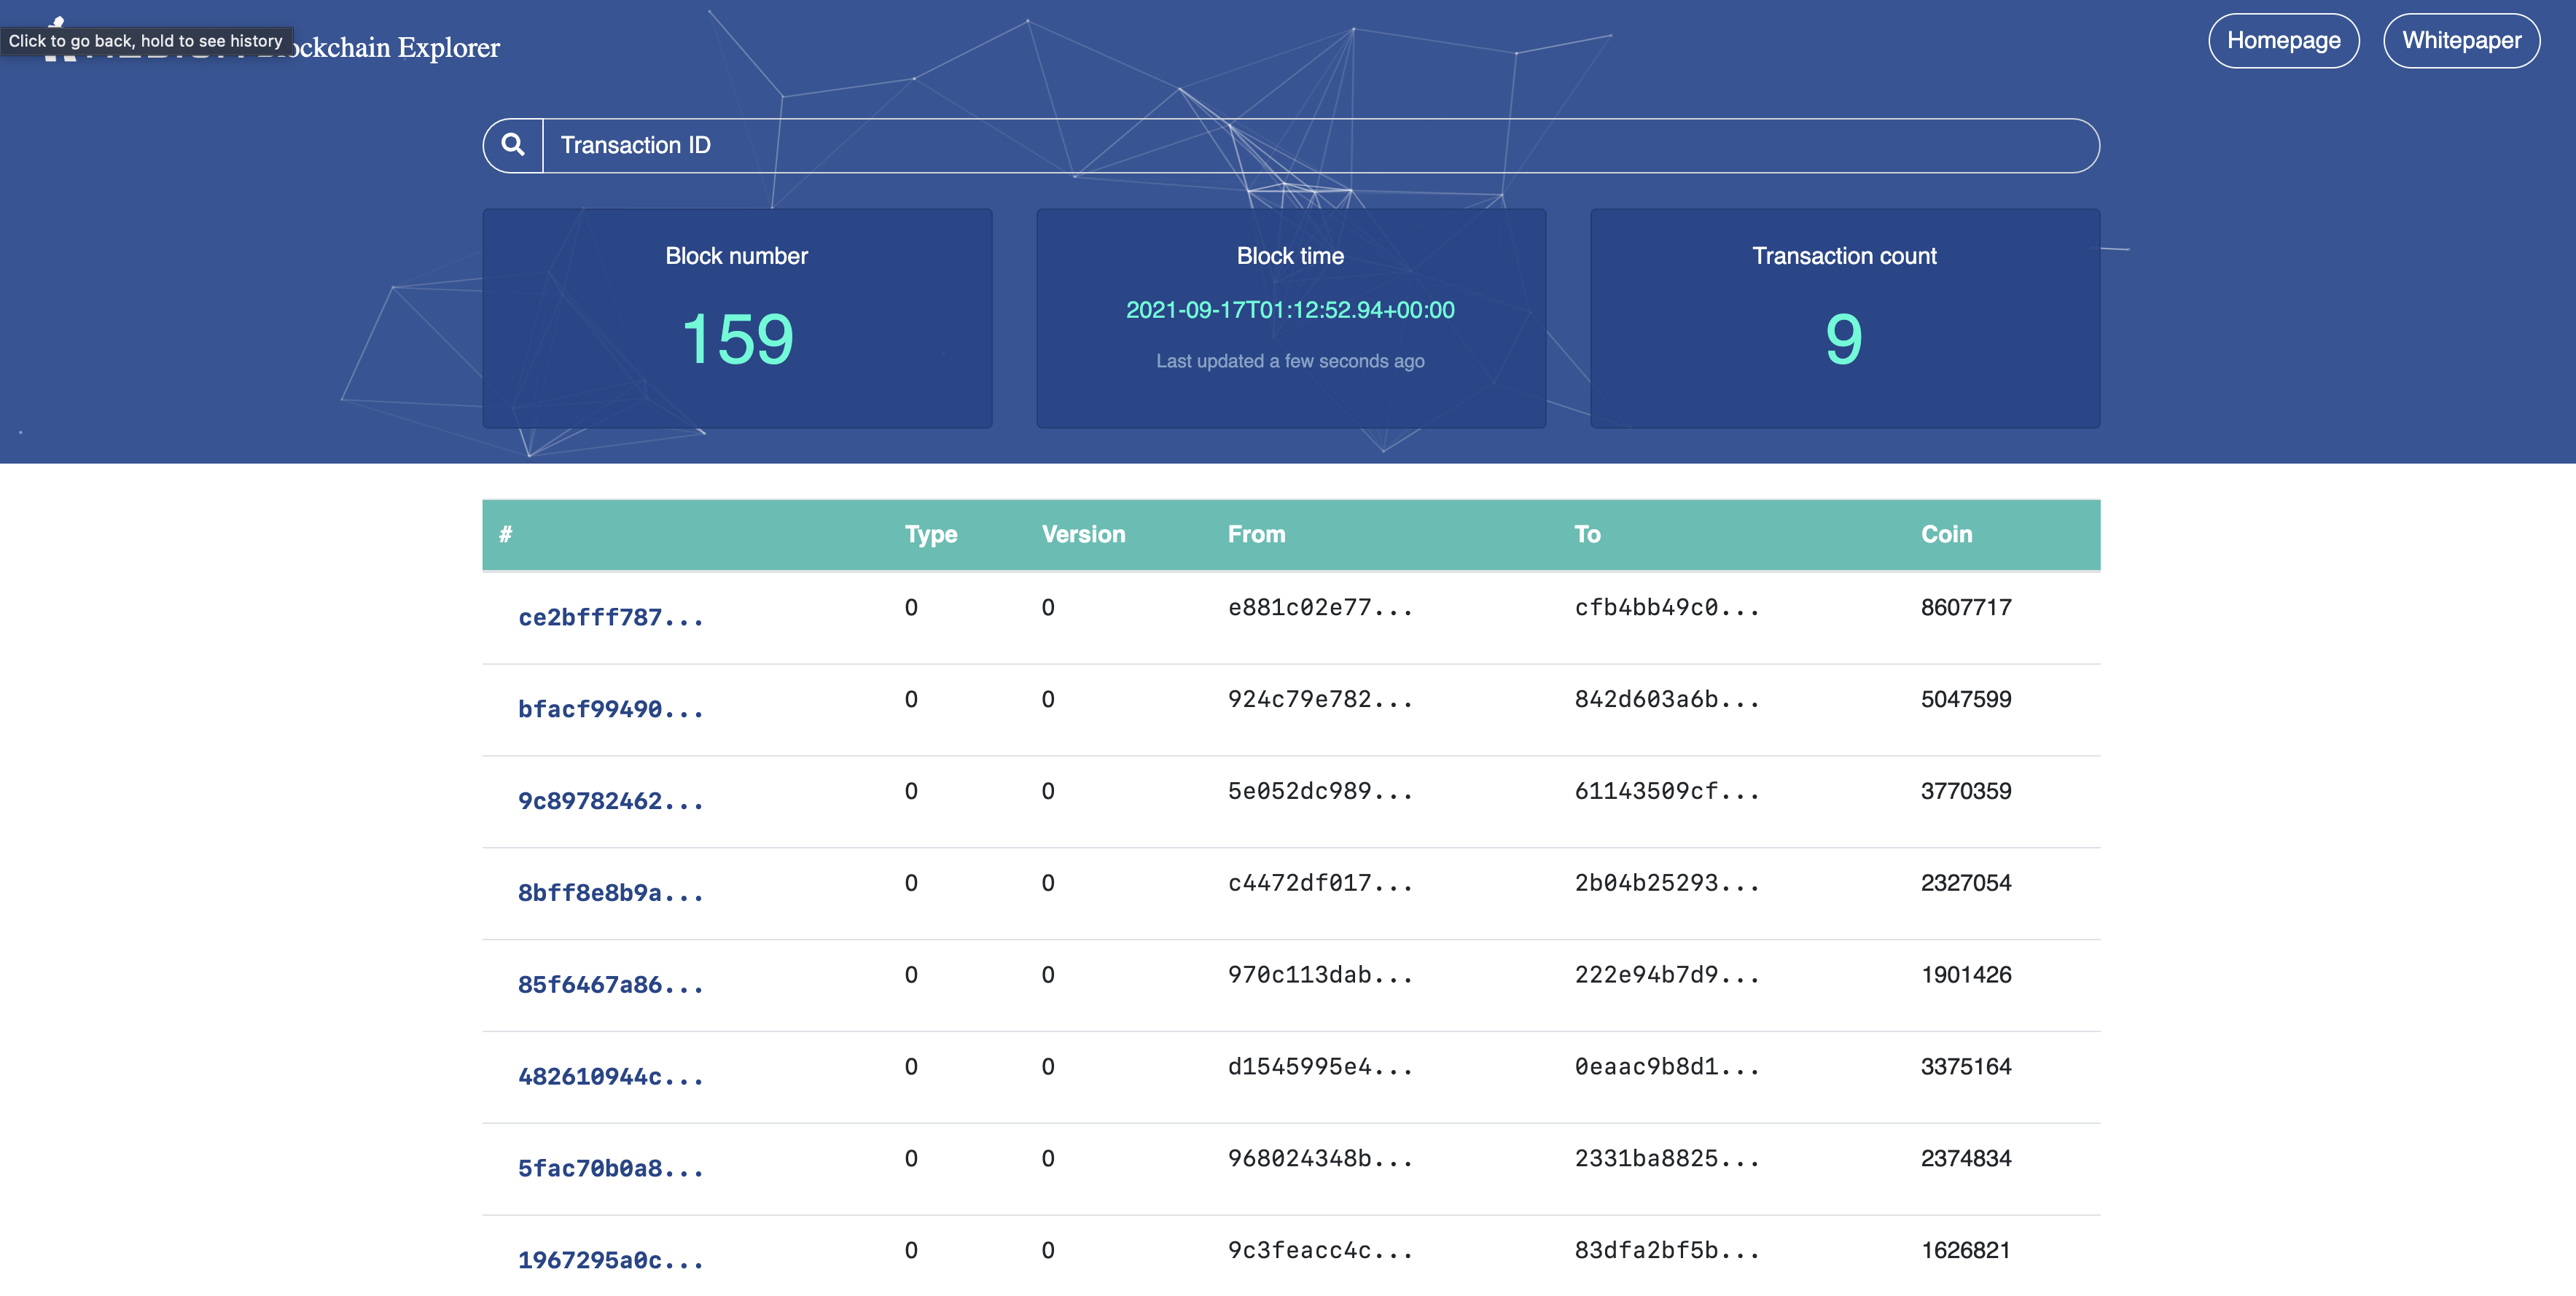 Click to go back, hold to see history
ockchain Explorer
Homepage
Whitepaper
Transaction ID
Block number
159
Block time
2021-09-17T01:12:52.94+00:00
Last updated a few seconds ago
Transaction count
9
# Type Version From To Coin
ce2bfff787... 0 0 e881c02e77... cfb4bb49c0... 8607717
bfacf99490... 0 0 924c79e782... 842d603a6b... 5047599
9c89782462... 0 0 5e052dc989... 61143509cf... 3770359
8bff8e8b9a... 0 0 c4472df017... 2b04b25293... 2327054
85f6467a86... 0 0 970c113dab... 222e94b7d9... 1901426
482610944c... 0 0 d1545995e4... 0eaac9b8d1... 3375164
5fac70b0a8... 0 0 968024348b... 2331ba8825... 2374834
1967295a0c... 0 0 9c3feacc4c... 83dfa2bf5b... 1626821